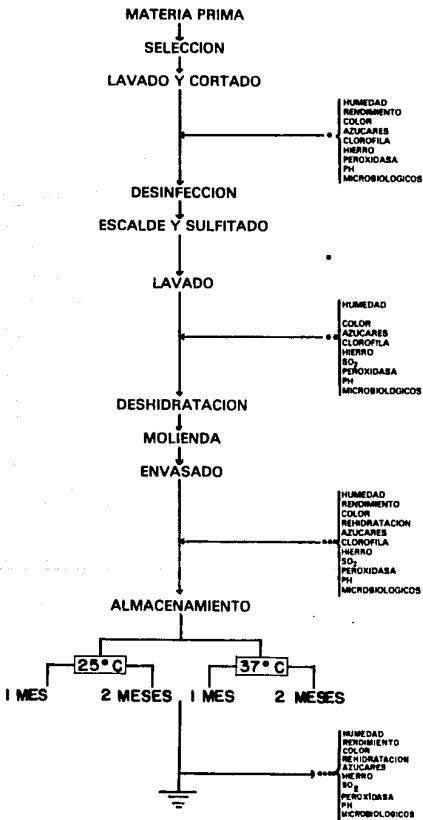 MATERIA PRIMA
SELECCION
LAVADO Y CORTADO
HUMEDAD
RENDIMIENTO
COLOR
AZUCARES
CLOROFILA
HIERRO
PEROXIDASA
PH
MICROBIOLOGICOS
DESINFECCION
ESCALDE Y SULFITADO
LAVADO
HUMEDAD
COLOR
AZUCARES
CLOROFILA
HIERRO
SO2
PEROXIDASA
PH
MICROBIOLOGICOS
DESHIDRATACION
MOLIENDA
ENVASADO
HUMEDAD
RENDIMIENTO
COLOR
REHIDRATACION
AZUCARES
CLOROFILA
HIERRO
SO2
PEROXIDASA
PH
MICROBIOLOGICOS
ALMACENAMIENTO
25° C 37° C
1 MES 2 MESES 1 MES 2 MESES
HUMEDAD
RENDIMIENTO
COLOR
REHIDRATACION
AZUCARES
HIERRO
SO2
PEROXIDASA
PH
MICROBIOLOGICOS